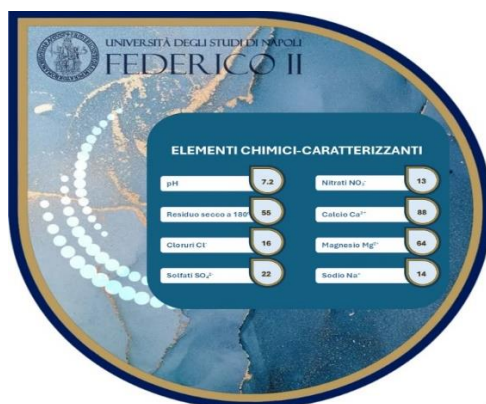 UNIVERSITÀ DEGLI STUDI DI NAPOLI
FEDERICO II
ELEMENTI CHIMICI-CARATTERIZZANTI
pH 7.2
Nitrati NO₃⁻ 13
Residuo secco a 180° 55
Calcio Ca²⁺ 88
Cloruri Cl⁻ 16
Magnesio Mg²⁺ 64
Solfati SO₄²⁻ 22
Sodio Na⁺ 14